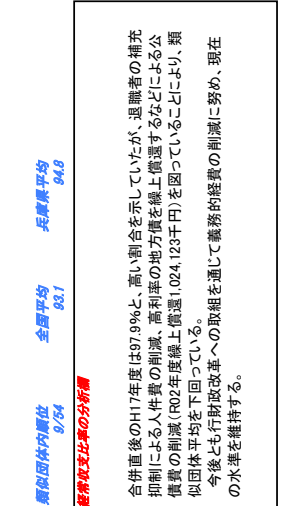 類似団体内順位 全国平均 兵庫県平均
9/54 93.1 94.8
経常収支比率の分析欄
合併直後のH17年度は97.9%と、高い割合を示していたが、退職者の補充
抑制による人件費の削減、高利率の地方債を繰上償還するなどによる公
債費の削減（R02年度繰上償還1,024,123千円）を図っていることにより、類
似団体平均を下回っている。
今後とも行財政改革への取組を通じて義務的経費の削減に努め、現在
の水準を維持する。